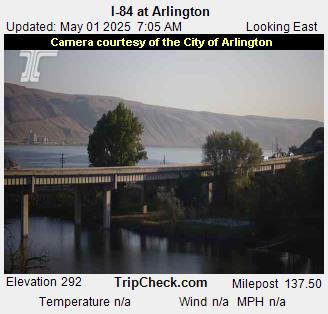 I-84 at Arlington
Updated: May 01 2025 7:05 AM Looking East
Camera courtesy of the City of Arlington
Elevation 292 TripCheck.com Milepost 137.50
Temperature n/a Wind n/a MPH n/a